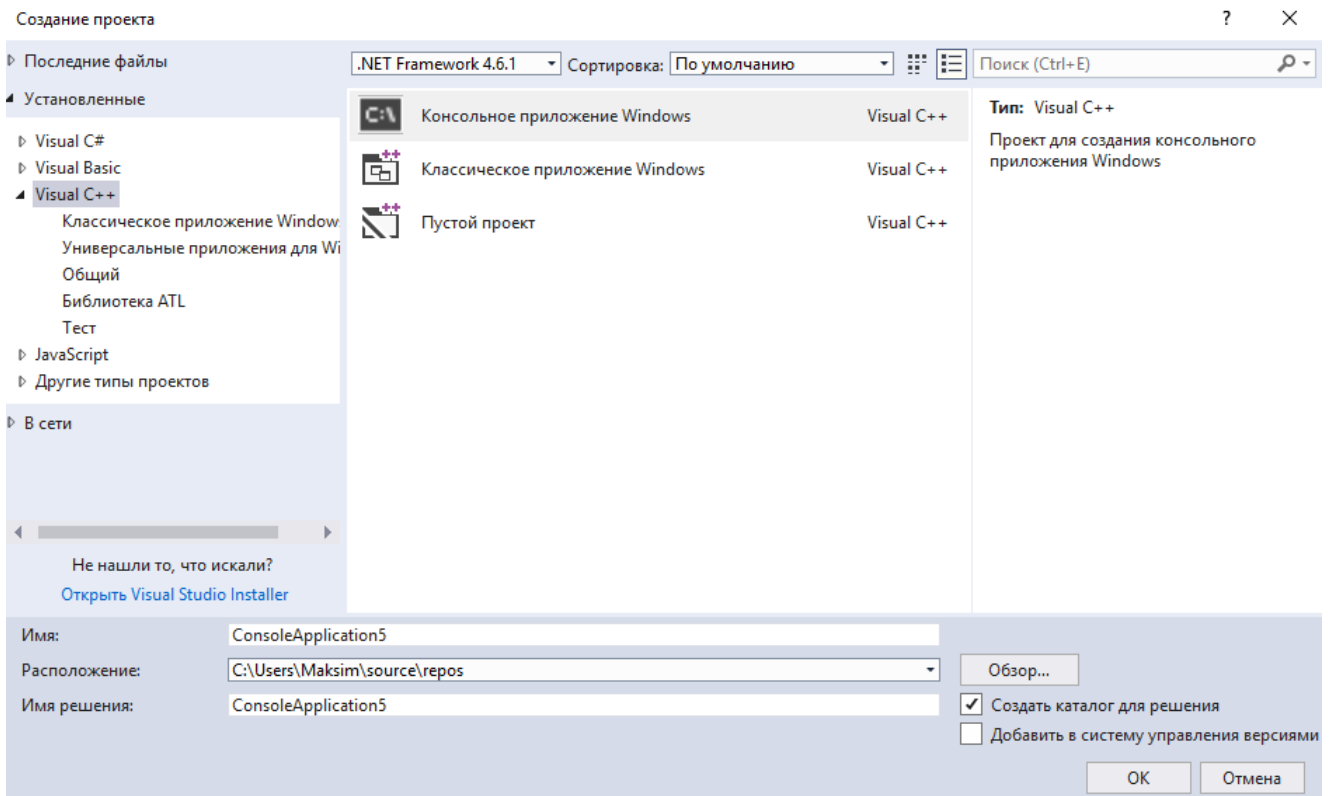 Создание проекта
?
Последние файлы
Установленные
Visual C#
Visual Basic
Visual C++
Классическое приложение Window
Универсальные приложения для Wi
Общий
Библиотека ATL
Тест
JavaScript
Другие типы проектов
В сети
Не нашли то, что искали?
Открыть Visual Studio Installer
.NET Framework 4.6.1 Сортировка: По умолчанию
Консольное приложение Windows Visual C++
Классическое приложение Windows Visual C++
Пустой проект Visual C++
Поиск (Ctrl+E)
Тип: Visual C++
Проект для создания консольного
приложения Windows
Имя: ConsoleApplication5
Расположение: C:\Users\Maksim\source\repos Обзор...
Имя решения: ConsoleApplication5
Создать каталог для решения
Добавить в систему управления версиями
OK Отмена